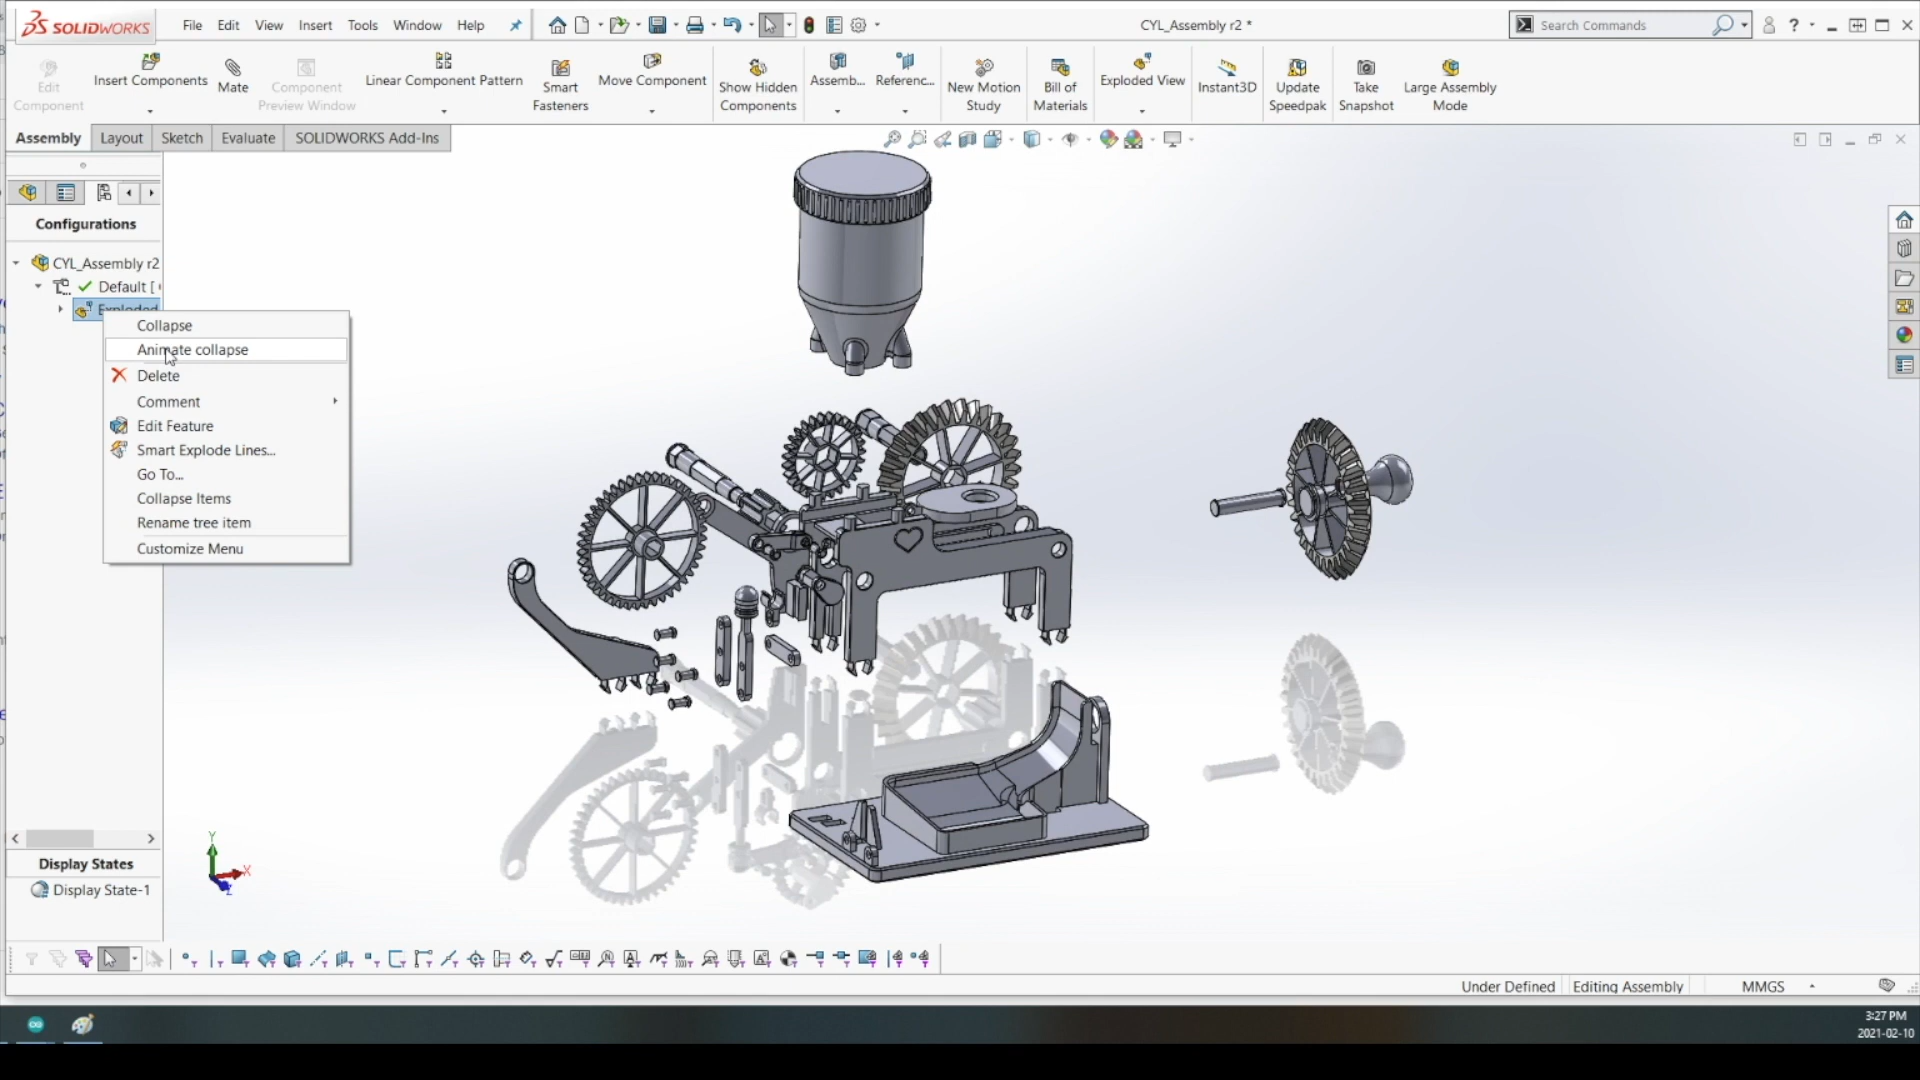 SOLIDWORKS
File Edit View Insert Tools Window Help
CYL_Assembly r2 *
Search Commands
?
Edit Component
Insert Components
Mate
Component Preview Window
Linear Component Pattern
Smart Fasteners
Move Component
Show Hidden Components
Assemb...
Referenc...
New Motion Study
Bill of Materials
Exploded View
Instant3D
Update Speedpak
Take Snapshot
Large Assembly Mode
Assembly Layout Sketch Evaluate SOLIDWORKS Add-Ins
Configurations
CYL_Assembly r2
Default [
Exploded
Collapse
Animate collapse
Delete
Comment
Edit Feature
Smart Explode Lines...
Go To...
Collapse Items
Rename tree item
Customize Menu
Display States
Display State-1
Y
X
Z
Under Defined Editing Assembly MMGS
3:27 PM
2021-02-10